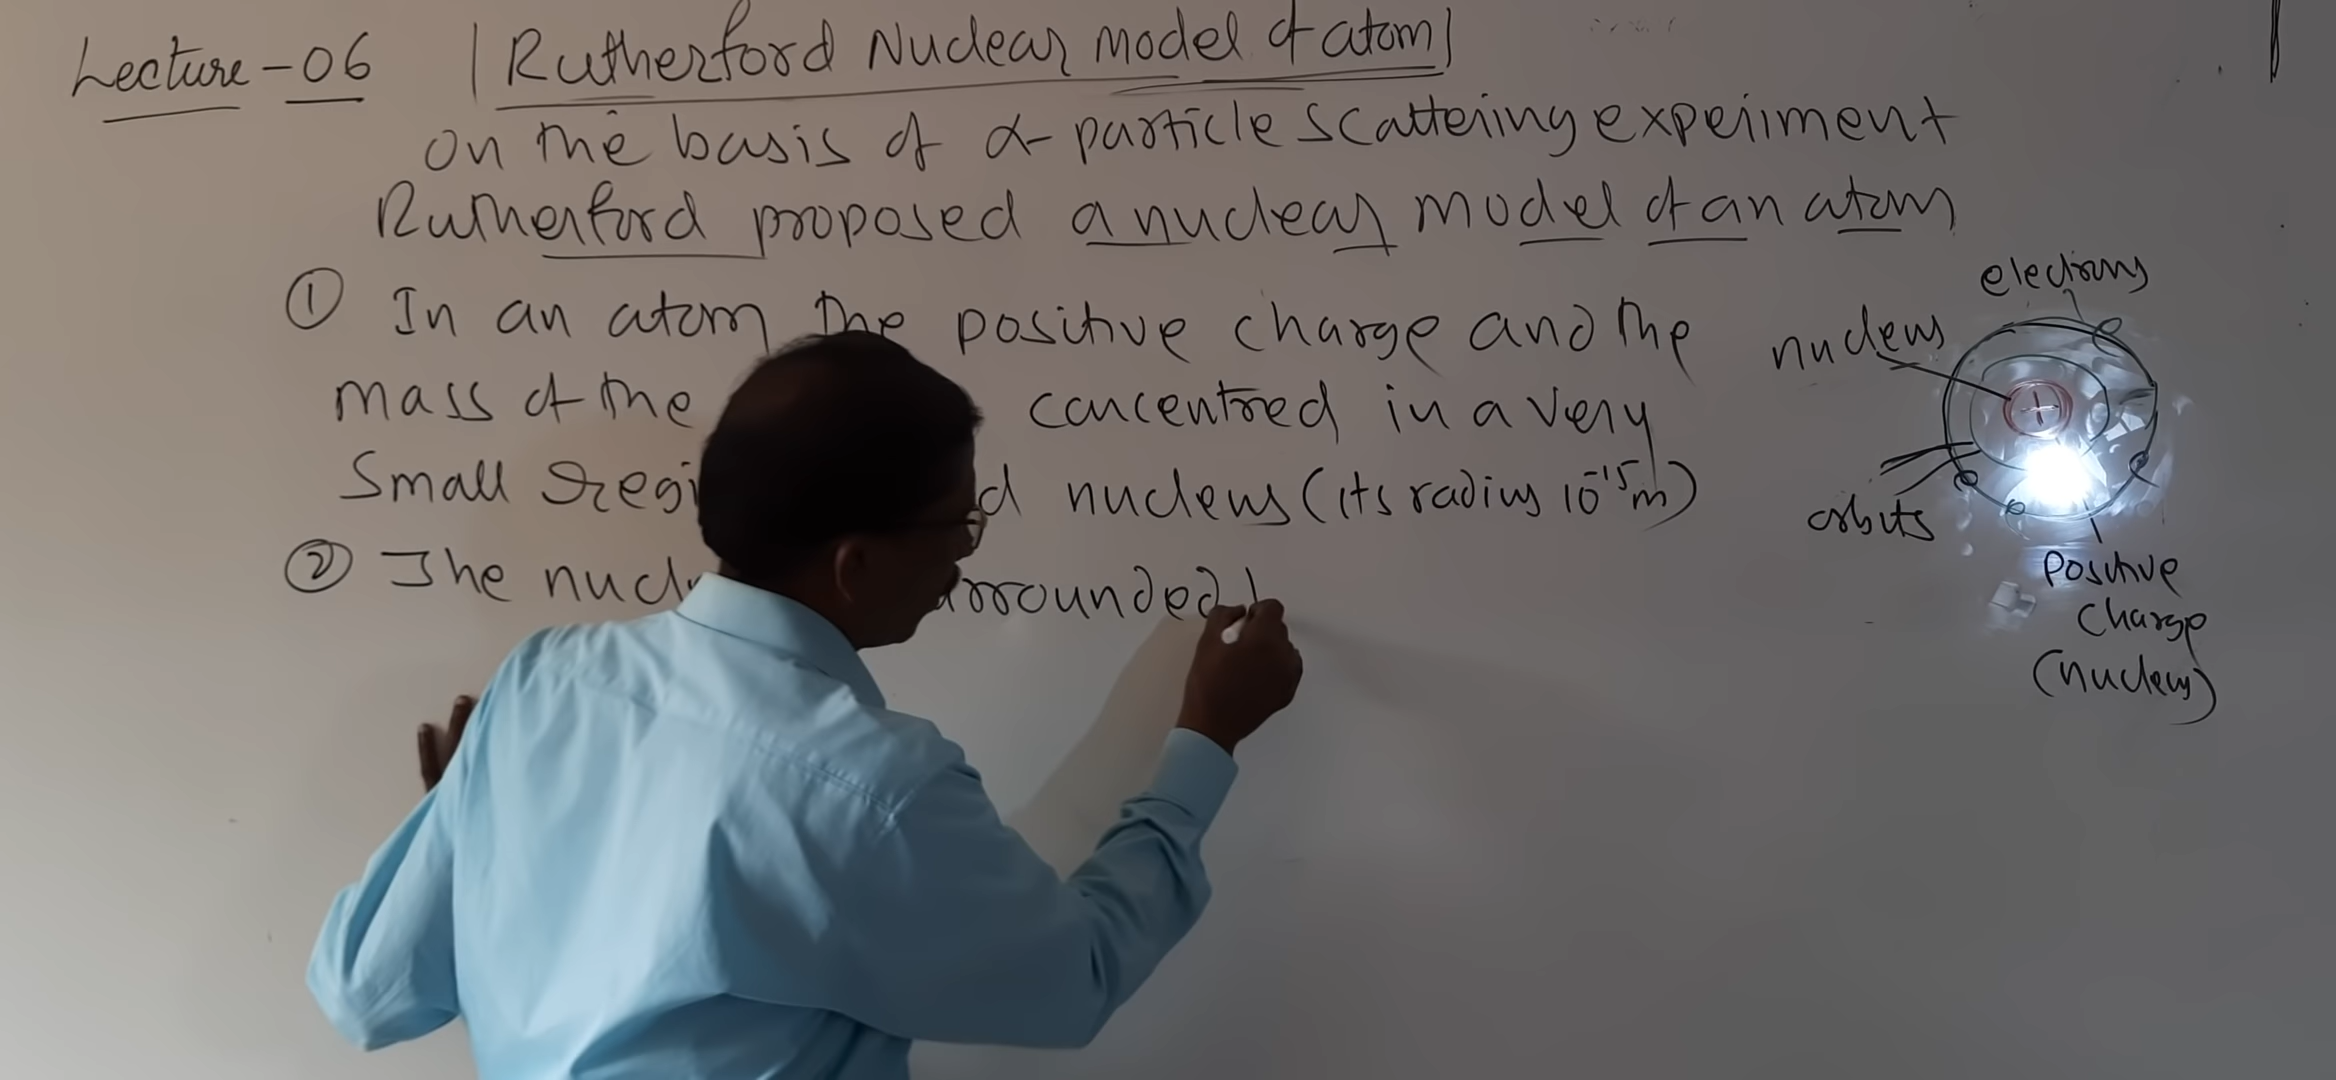 Lecture-06 | Rutherford Nuclear model of atom |
on the basis of α-particle scattering experiment
Rutherford proposed a nuclear model of an atom
① In an atom the positive charge and the
mass of the concentred in a very
Small regi d nucleus (its radius 10⁻¹⁵m)
② The nucl rrounded
electrons
nucleus
+
orbits
Positive
charge
(nucleus)